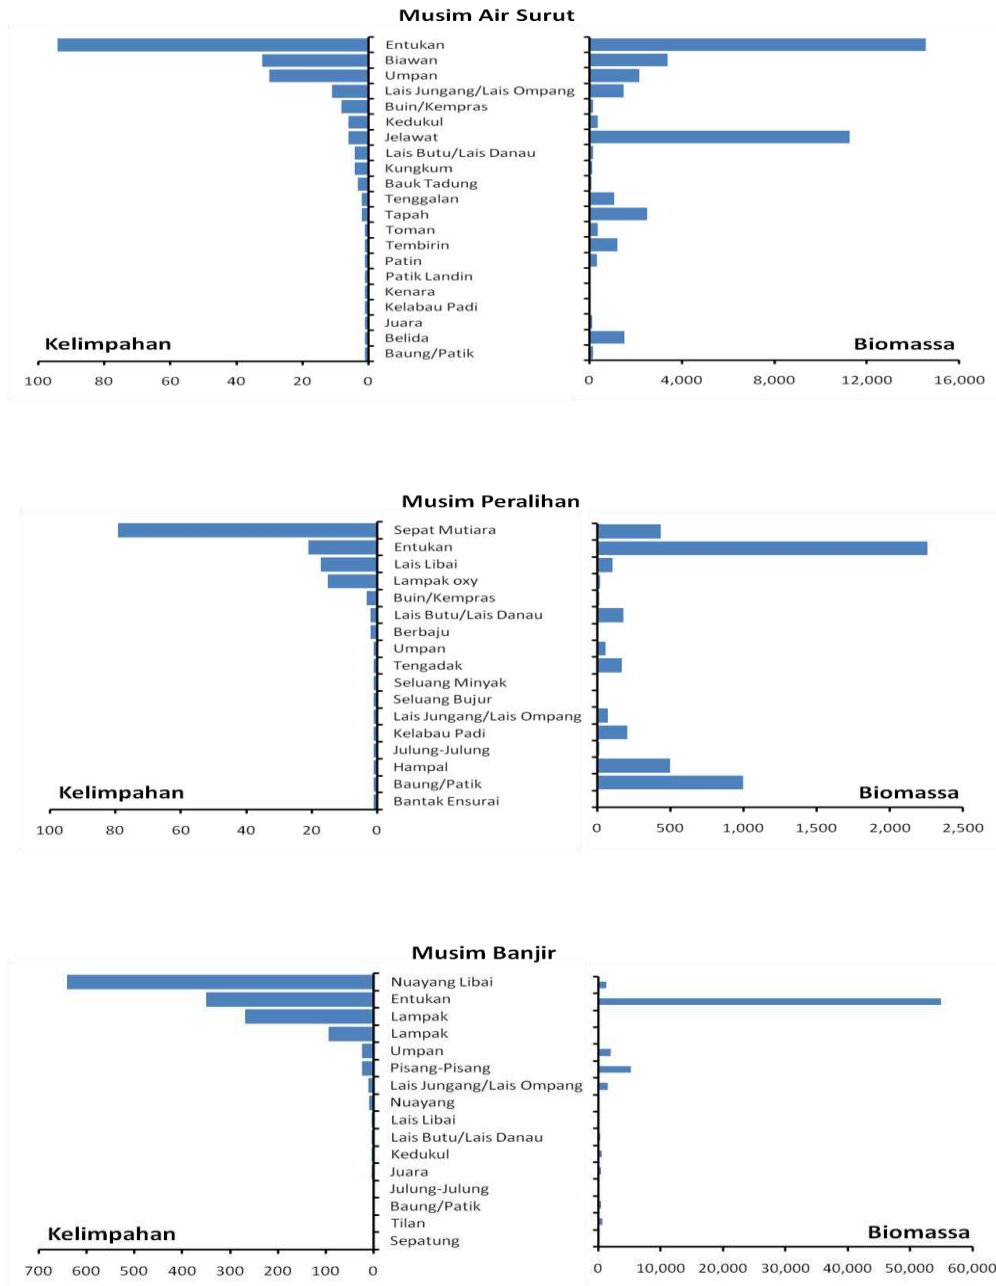 Musim Air Surut
Entukan
Biawan
Umpan
Lais Jungang/Lais Ompang
Buin/Kempras
Kedukul
Jelawat
Lais Butu/Lais Danau
Kungkum
Bauk Tadung
Tenggalan
Tapah
Toman
Tembirin
Patin
Patik Landin
Kenara
Kelabau Padi
Juara
Belida
Baung/Patik
Kelimpahan
100 80 60 40 20 0
Biomassa
0 4,000 8,000 12,000 16,000
Musim Peralihan
Sepat Mutiara
Entukan
Lais Libai
Lampak oxy
Buin/Kempras
Lais Butu/Lais Danau
Berbaju
Umpan
Tengadak
Seluang Minyak
Seluang Bujur
Lais Jungang/Lais Ompang
Kelabau Padi
Julung-Julung
Hampal
Baung/Patik
Bantak Ensurai
Kelimpahan
100 80 60 40 20 0
Biomassa
0 500 1,000 1,500 2,000 2,500
Musim Banjir
Nuayang Libai
Entukan
Lampak
Lampak
Umpan
Pisang-Pisang
Lais Jungang/Lais Ompang
Nuayang
Lais Libai
Lais Butu/Lais Danau
Kedukul
Juara
Julung-Julung
Baung/Patik
Tilan
Sepatung
Kelimpahan
700 600 500 400 300 200 100 0
Biomassa
0 10,000 20,000 30,000 40,000 50,000 60,000